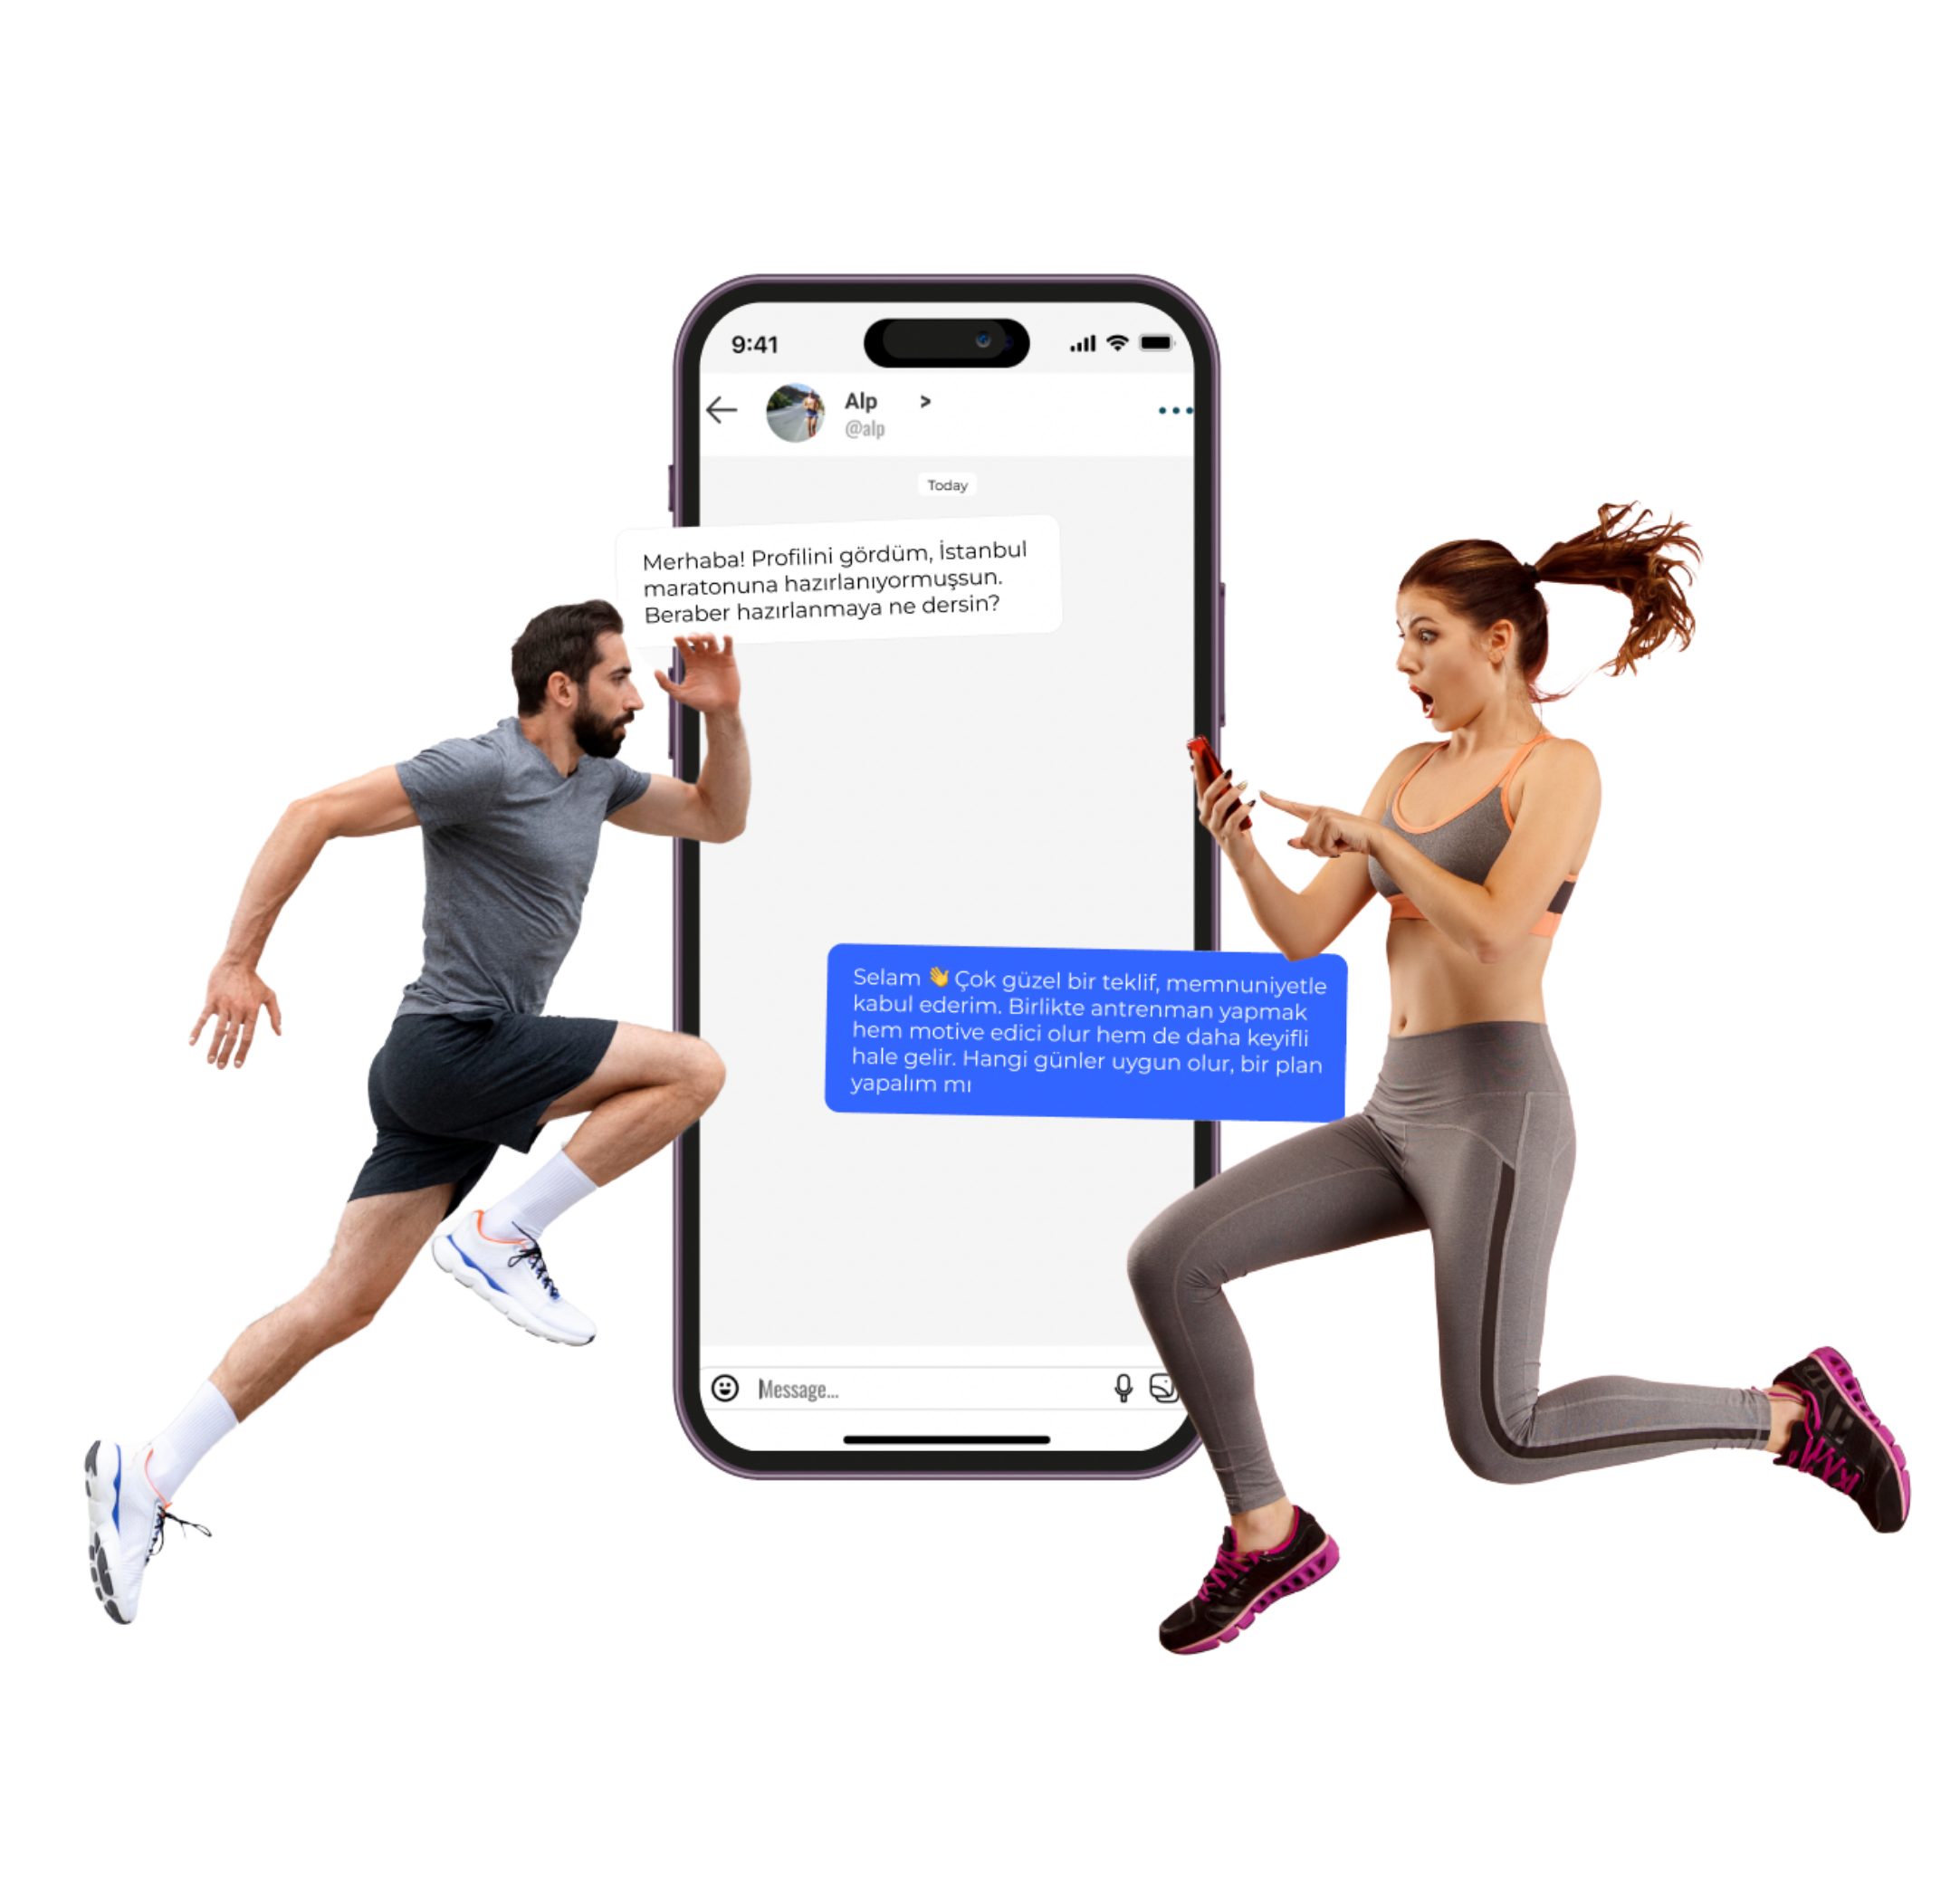 9:41
Alp >
@alp
Today
Merhaba! Profilini gördüm, İstanbul
maratonuna hazırlanıyormuşsun.
Beraber hazırlanmaya ne dersin?
Selam 👋 Çok güzel bir teklif, memnuniyetle
kabul ederim. Birlikte antrenman yapmak
hem motive edici olur hem de daha keyifli
hale gelir. Hangi günler uygun olur, bir plan
yapalım mı
Message...